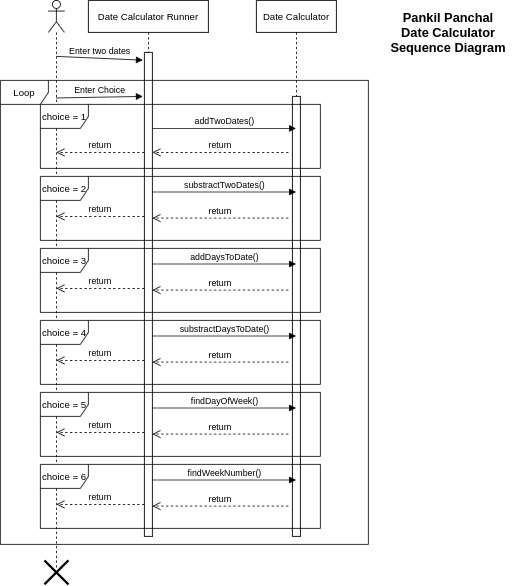 Date Calculator Runner
Date Calculator
Pankil Panchal
Date Calculator
Sequence Diagram
Enter two dates
Loop
Enter Choice
choice = 1
addTwoDates()
return
return
choice = 2
substractTwoDates()
return
return
choice = 3
addDaysToDate()
return
return
choice = 4
substractDaysToDate()
return
return
choice = 5
findDayOfWeek()
return
return
choice = 6
findWeekNumber()
return
return